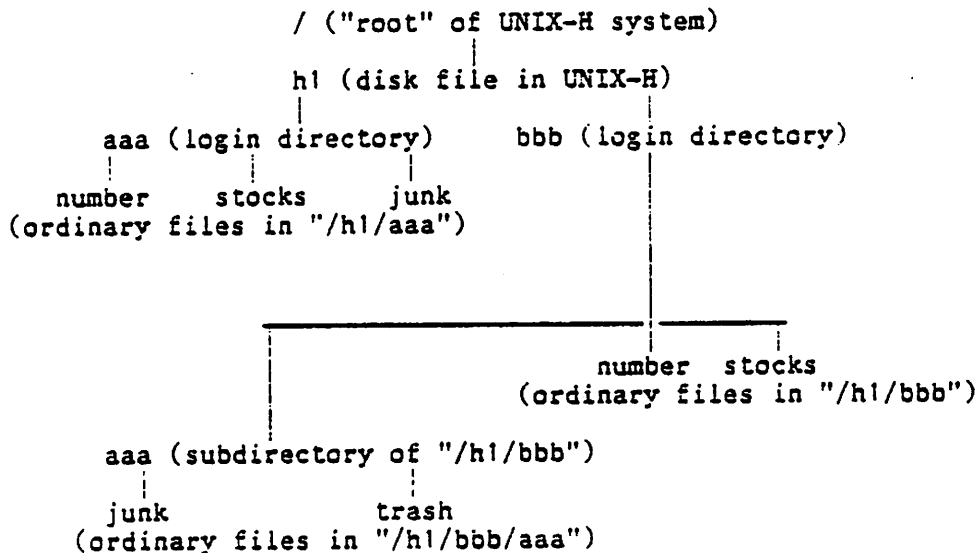 / ("root" of UNIX-H system)
h1 (disk file in UNIX-H)
aaa (login directory) bbb (login directory)
number stocks junk
(ordinary files in "/h1/aaa")
number stocks
(ordinary files in "/h1/bbb")
aaa (subdirectory of "/h1/bbb")
junk trash
(ordinary files in "/h1/bbb/aaa")